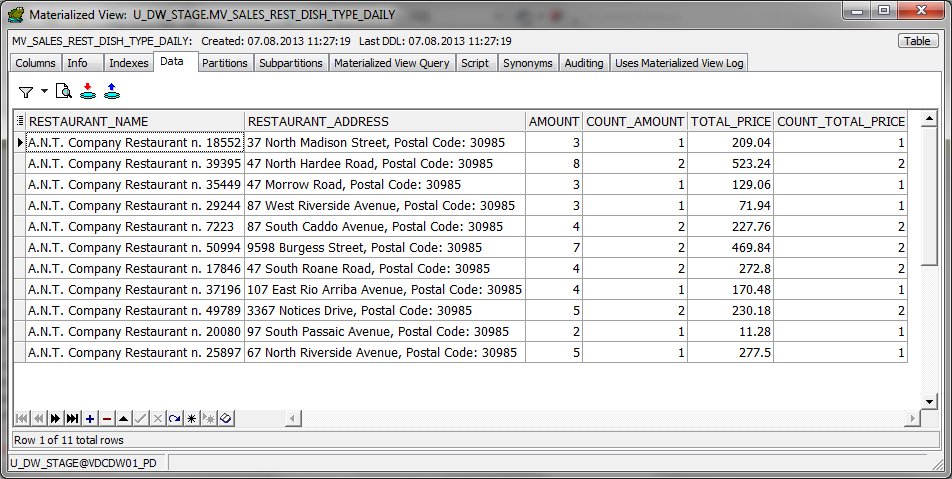 Materialized View: U_DW_STAGE.MV_SALES_REST_DISH_TYPE_DAILY
MV_SALES_REST_DISH_TYPE_DAILY: Created: 07.08.2013 11:27:19 Last DDL: 07.08.2013 11:27:19 Table
Columns Info Indexes Data Partitions Subpartitions Materialized View Query Script Synonyms Auditing Uses Materialized View Log
RESTAURANT_NAME RESTAURANT_ADDRESS AMOUNT COUNT_AMOUNT TOTAL_PRICE COUNT_TOTAL_PRICE
A.N.T. Company Restaurant n. 18552 37 North Madison Street, Postal Code: 30985 3 1 209.04 1
A.N.T. Company Restaurant n. 39395 47 North Hardee Road, Postal Code: 30985 8 2 523.24 2
A.N.T. Company Restaurant n. 35449 47 Morrow Road, Postal Code: 30985 3 1 129.06 1
A.N.T. Company Restaurant n. 29244 87 West Riverside Avenue, Postal Code: 30985 3 1 71.94 1
A.N.T. Company Restaurant n. 7223 87 South Caddo Avenue, Postal Code: 30985 4 2 227.76 2
A.N.T. Company Restaurant n. 50994 9598 Burgess Street, Postal Code: 30985 7 2 469.84 2
A.N.T. Company Restaurant n. 17846 47 South Roane Road, Postal Code: 30985 4 2 272.8 2
A.N.T. Company Restaurant n. 37196 107 East Rio Arriba Avenue, Postal Code: 30985 4 1 170.48 1
A.N.T. Company Restaurant n. 49789 3367 Notices Drive, Postal Code: 30985 5 2 230.18 2
A.N.T. Company Restaurant n. 20080 97 South Passaic Avenue, Postal Code: 30985 2 1 11.28 1
A.N.T. Company Restaurant n. 25897 67 North Riverside Avenue, Postal Code: 30985 5 1 277.5 1
Row 1 of 11 total rows
U_DW_STAGE@VDCDW01_PD